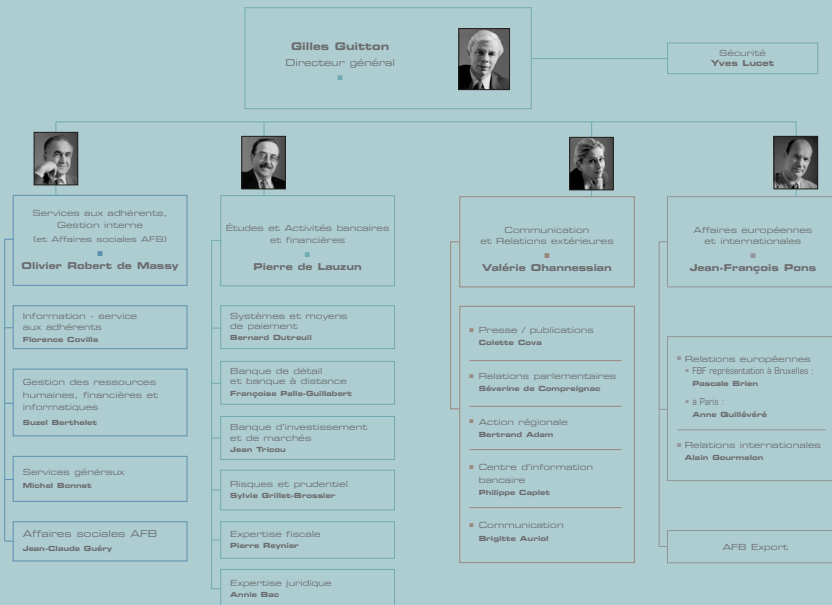 Gilles Guitton
Directeur général
Sécurité
Yves Lucet
Services aux adhérents,
Gestion interne
(et Affaires sociales AFB)
Olivier Robert de Massy
Information - service
aux adhérents
Florence Coville
Gestion des ressources
humaines, financières et
informatiques
Suzel Berthelet
Services généraux
Michel Bonnet
Affaires sociales AFB
Jean-Claude Guéry
Études et Activités bancaires
et financières
Pierre de Lauzun
Systèmes et moyens
de paiement
Bernard Dutreuil
Banque de détail
et banque à distance
Françoise Palle-Guillabert
Banque d'investissement
et de marchés
Jean Tricou
Risques et prudentiel
Sylvie Grillet-Brossier
Expertise fiscale
Pierre Reynier
Expertise juridique
Annie Bac
Communication
et Relations extérieures
Valérie Ohannessian
Presse / publications
Colette Cova
Relations parlementaires
Séverine de Compreignac
Action régionale
Bertrand Adam
Centre d'information
bancaire
Philippe Caplet
Communication
Brigitte Auriol
Affaires européennes
et internationales
Jean-François Pons
Relations européennes
• FBF représentation à Bruxelles :
Pascale Brien
• à Paris :
Anne Quillévéré
Relations internationales
Alain Gourmelon
AFB Export